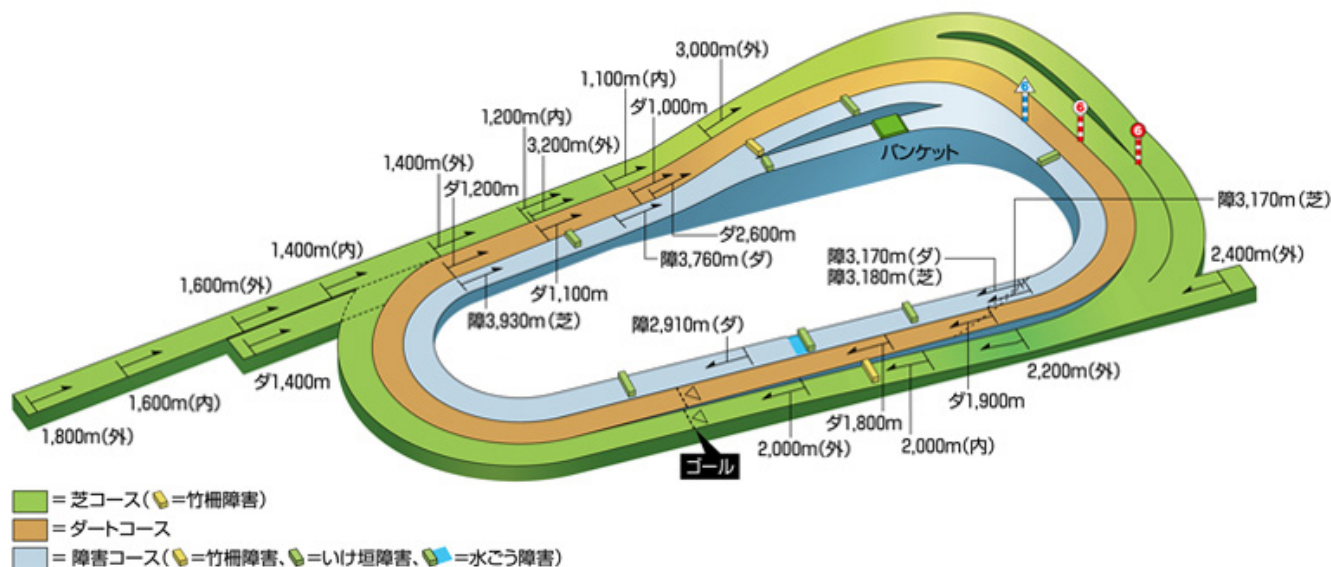 3,000m(外)
1,100m(内)
ダ1,000m
1,200m(内)
3,200m(外)
1,400m(外)
ダ1,200m
1,400m(内)
1,600m(外)
6
6
6
バンケット
障3,170m(芝)
ダ2,600m
障3,170m(ダ)
障3,180m(芝)
2,400m(外)
障3,760m(ダ)
ダ1,100m
障3,930m(芝)
障2,910m(ダ)
ダ1,400m
1,600m(内)
1,800m(外)
2,200m(外)
ダ1,900m
ダ1,800m
2,000m(内)
2,000m(外)
ゴール
=芝コース(=竹柵障害)
=ダートコース
=障害コース(=竹柵障害、=いけ垣障害、=水ごう障害)